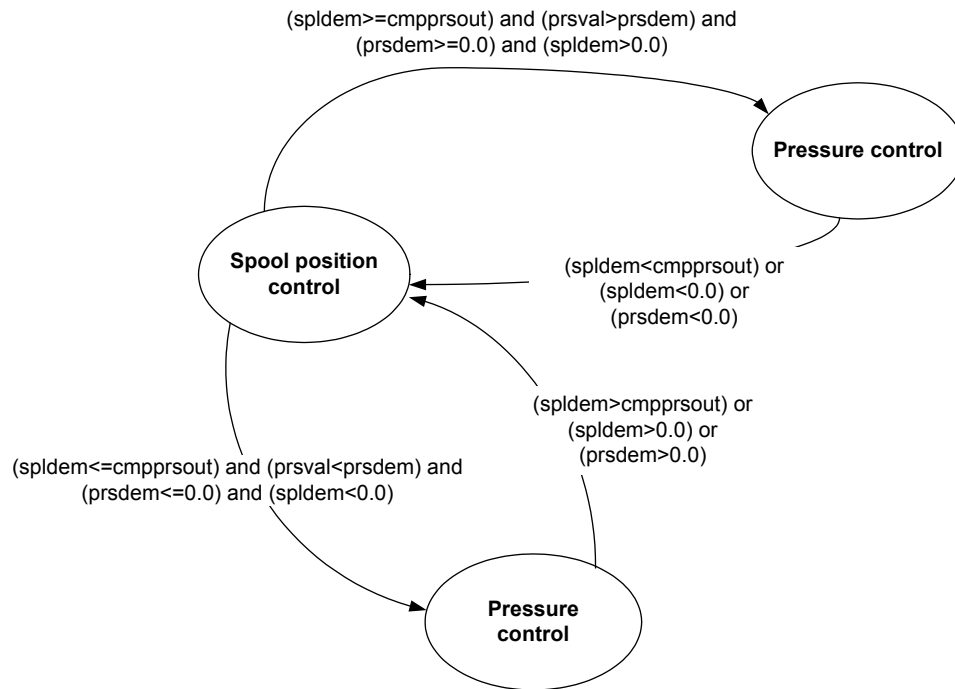 (spldem>=cmpprsout) and (prsval>prsdem) and
(prsdem>=0.0) and (spldem>0.0)
Pressure control
Spool position
control
(spldem<cmpprsout) or
(spldem<0.0) or
(prsdem<0.0)
(spldem>cmpprsout) or
(spldem>0.0) or
(prsdem>0.0)
(spldem<=cmpprsout) and (prsval<prsdem) and
(prsdem<=0.0) and (spldem<0.0)
Pressure
control